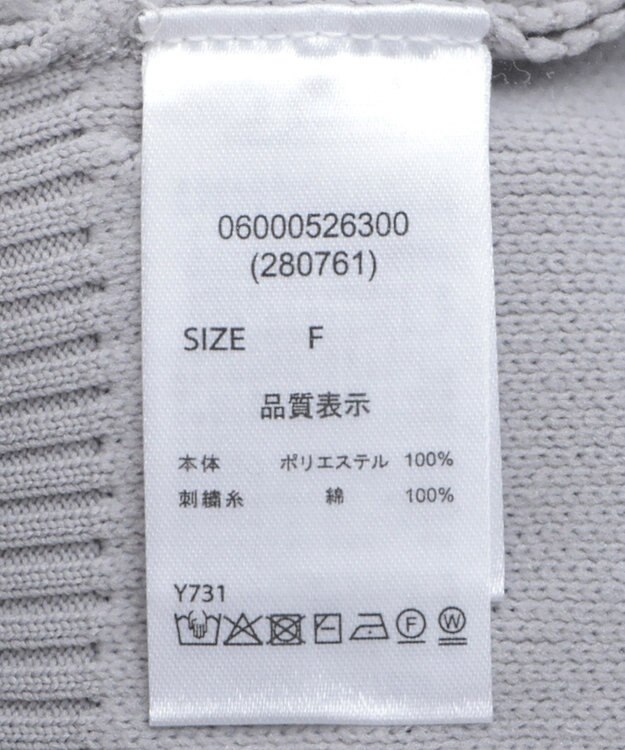 06000526300
(280761)
SIZE F
品質表示
本体 ポリエステル 100%
刺繍糸 綿 100%
Y731
F W